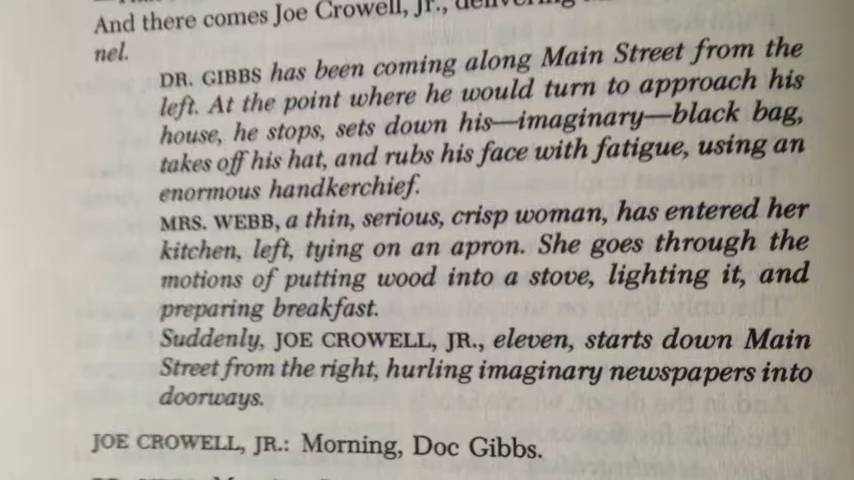 And there comes Joe Crowell, Jr., delivering
nel.
DR. GIBBS has been coming along Main Street from the
left. At the point where he would turn to approach his
house, he stops, sets down his—imaginary—black bag,
takes off his hat, and rubs his face with fatigue, using an
enormous handkerchief.
MRS. WEBB, a thin, serious, crisp woman, has entered her
kitchen, left, tying on an apron. She goes through the
motions of putting wood into a stove, lighting it, and
preparing breakfast.
Suddenly, JOE CROWELL, JR., eleven, starts down Main
Street from the right, hurling imaginary newspapers into
doorways.
JOE CROWELL, JR.: Morning, Doc Gibbs.